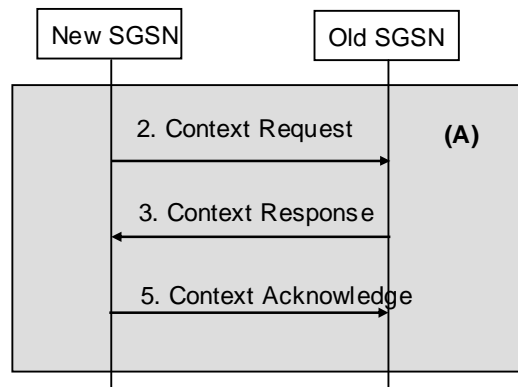 New SGSN
Old SGSN
2. Context Request
(A)
3. Context Response
5. Context Acknowledge